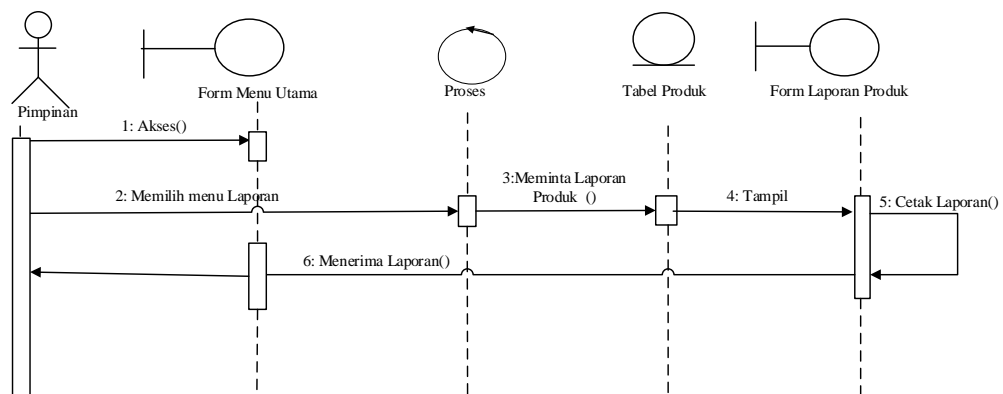 Pimpinan
Form Menu Utama
Proses
Tabel Produk
Form Laporan Produk
1: Akses()
2: Memilih menu Laporan
3:Meminta Laporan
Produk ()
4: Tampil
5: Cetak Laporan()
6: Menerima Laporan()